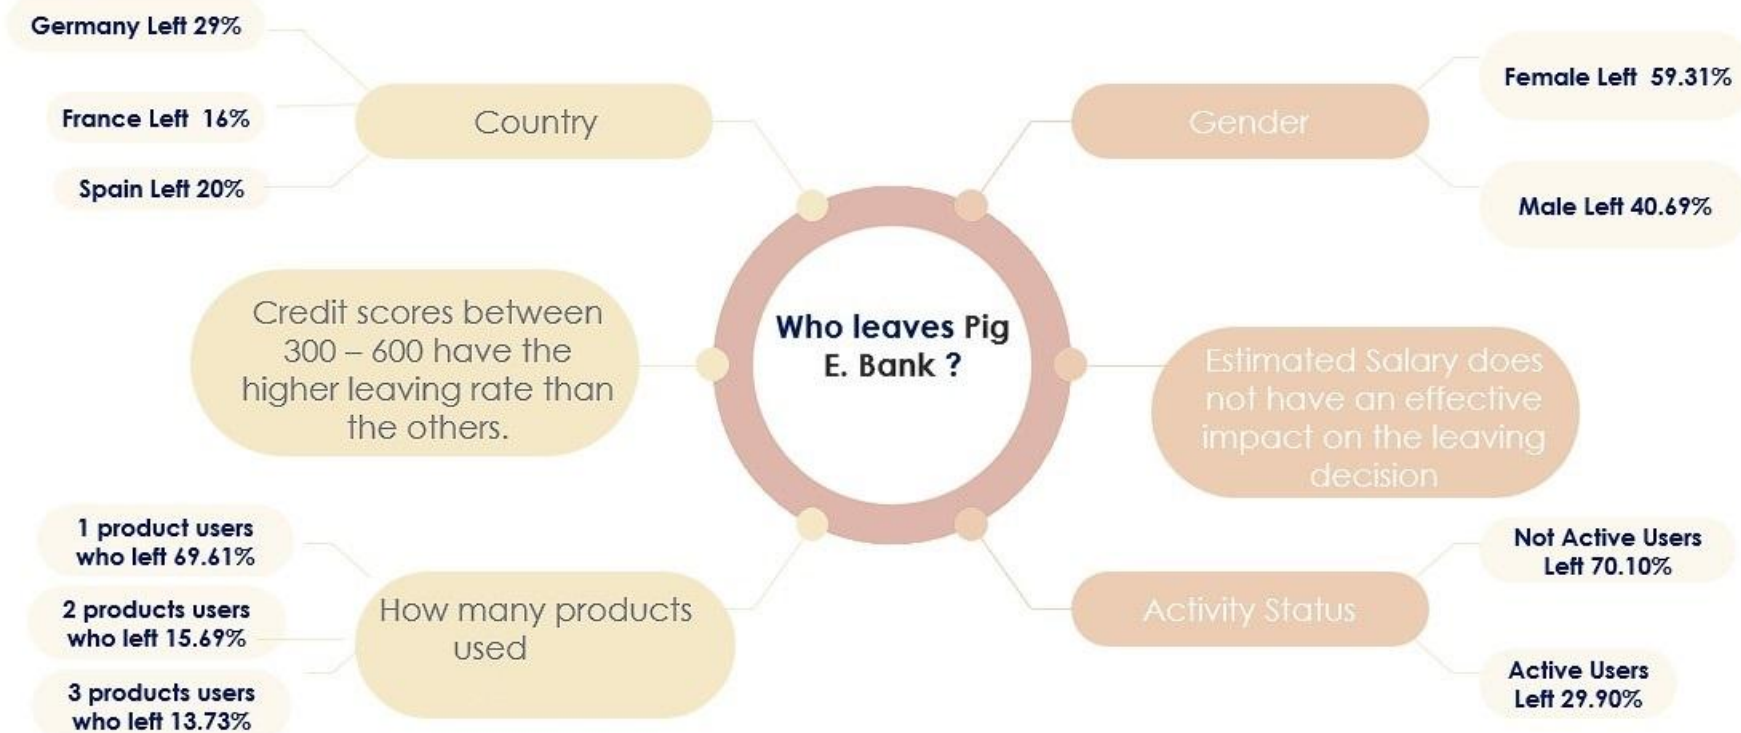 Germany Left 29%
France Left 16%
Spain Left 20%
Country
Gender
Female Left 59.31%
Male Left 40.69%
Credit scores between
300 – 600 have the
higher leaving rate than
the others.
Who leaves Pig
E. Bank ?
Estimated Salary does
not have an effective
impact on the leaving
decision
1 product users
who left 69.61%
2 products users
who left 15.69%
3 products users
who left 13.73%
How many products
used
Activity Status
Not Active Users
Left 70.10%
Active Users
Left 29.90%